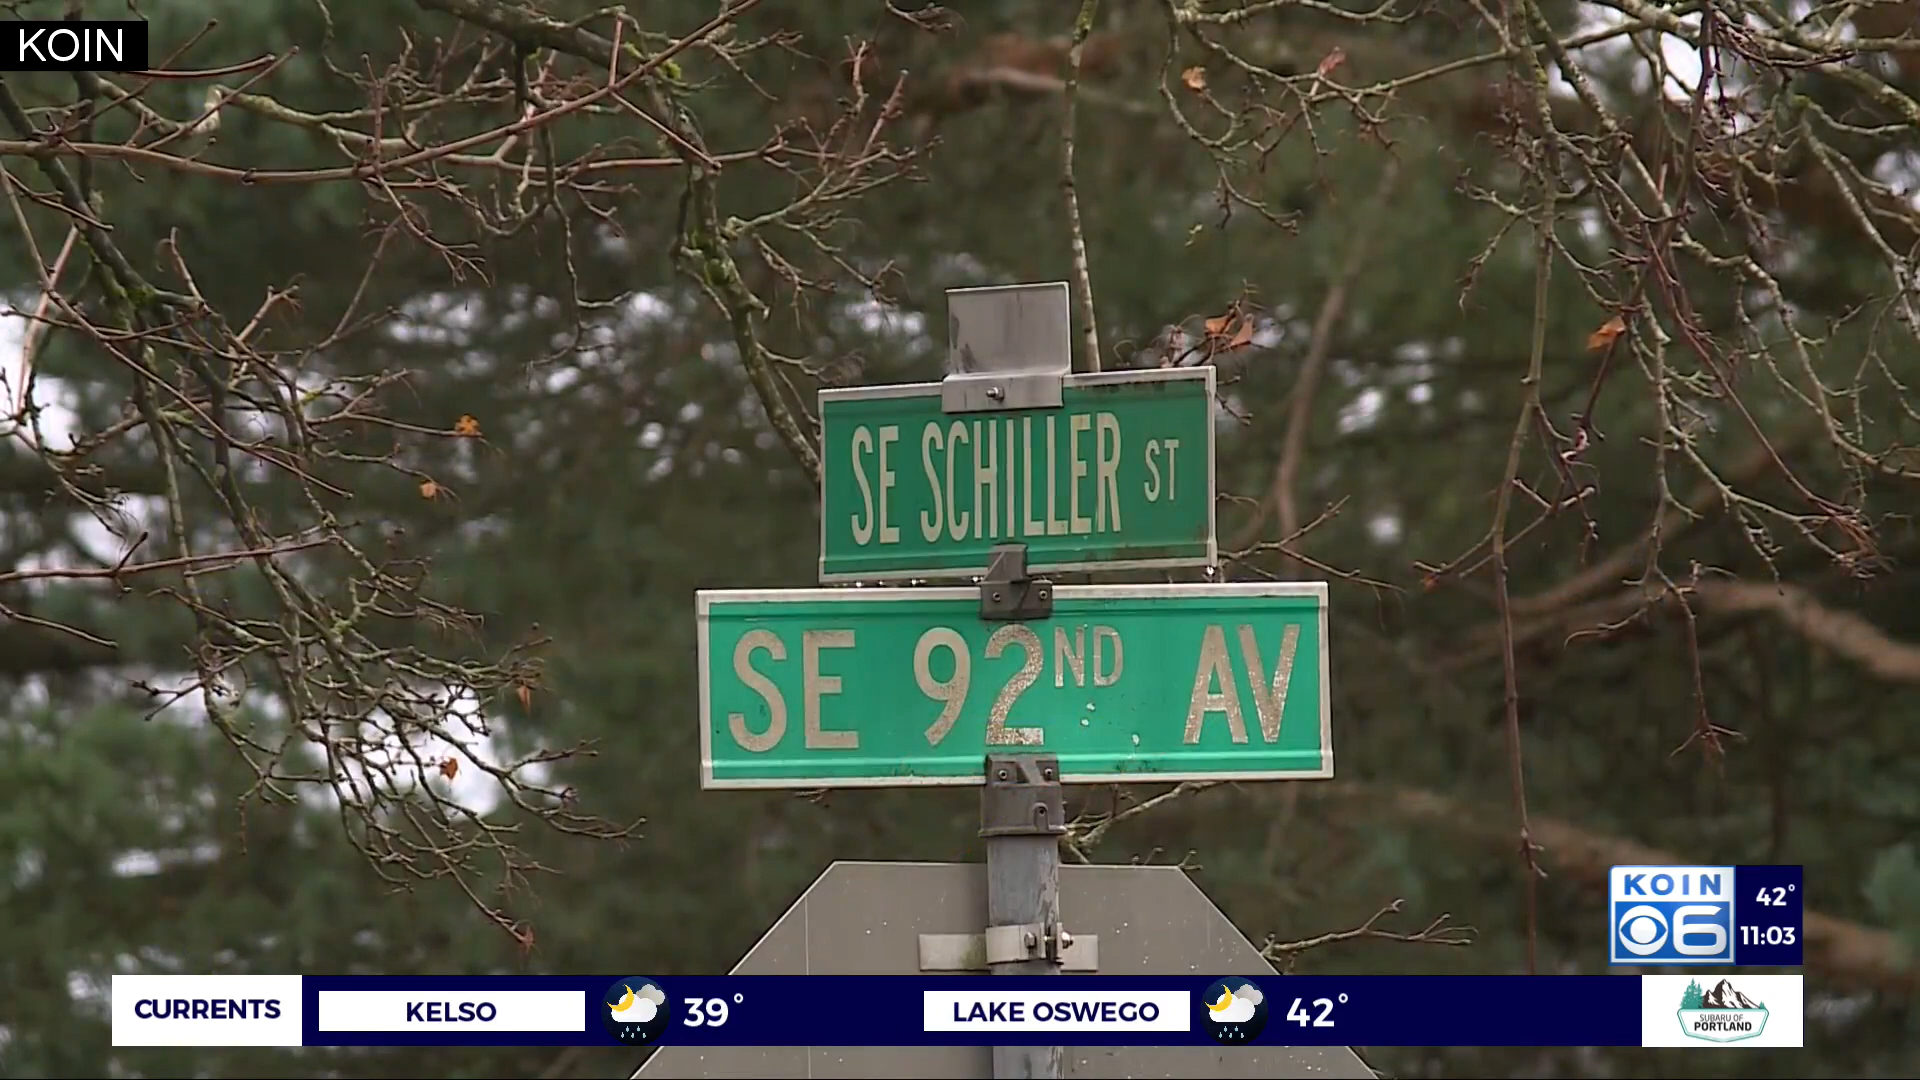 KOIN
SE SCHILLER ST
SE 92ND AV
KOIN
6
42°
11:03
CURRENTS
KELSO
39°
LAKE OSWEGO
42°
SUBARU OF
PORTLAND